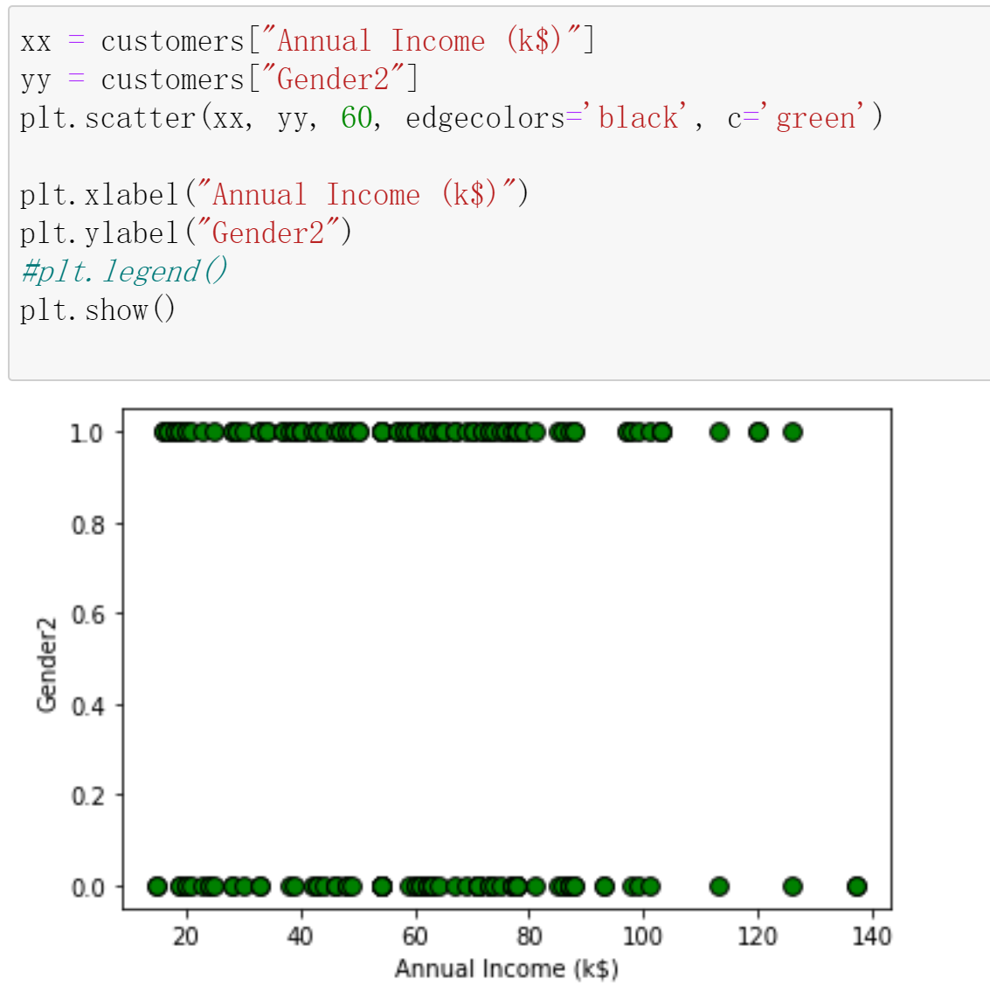 xx = customers["Annual Income (k$)"]
yy = customers["Gender2"]
plt.scatter(xx, yy, 60, edgecolors='black', c='green')
plt.xlabel("Annual Income (k$)")
plt.ylabel("Gender2")
#plt.legend()
plt.show()
1.0
0.8
0.6
0.4
0.2
0.0
Gender2
20 40 60 80 100 120 140
Annual Income (k$)